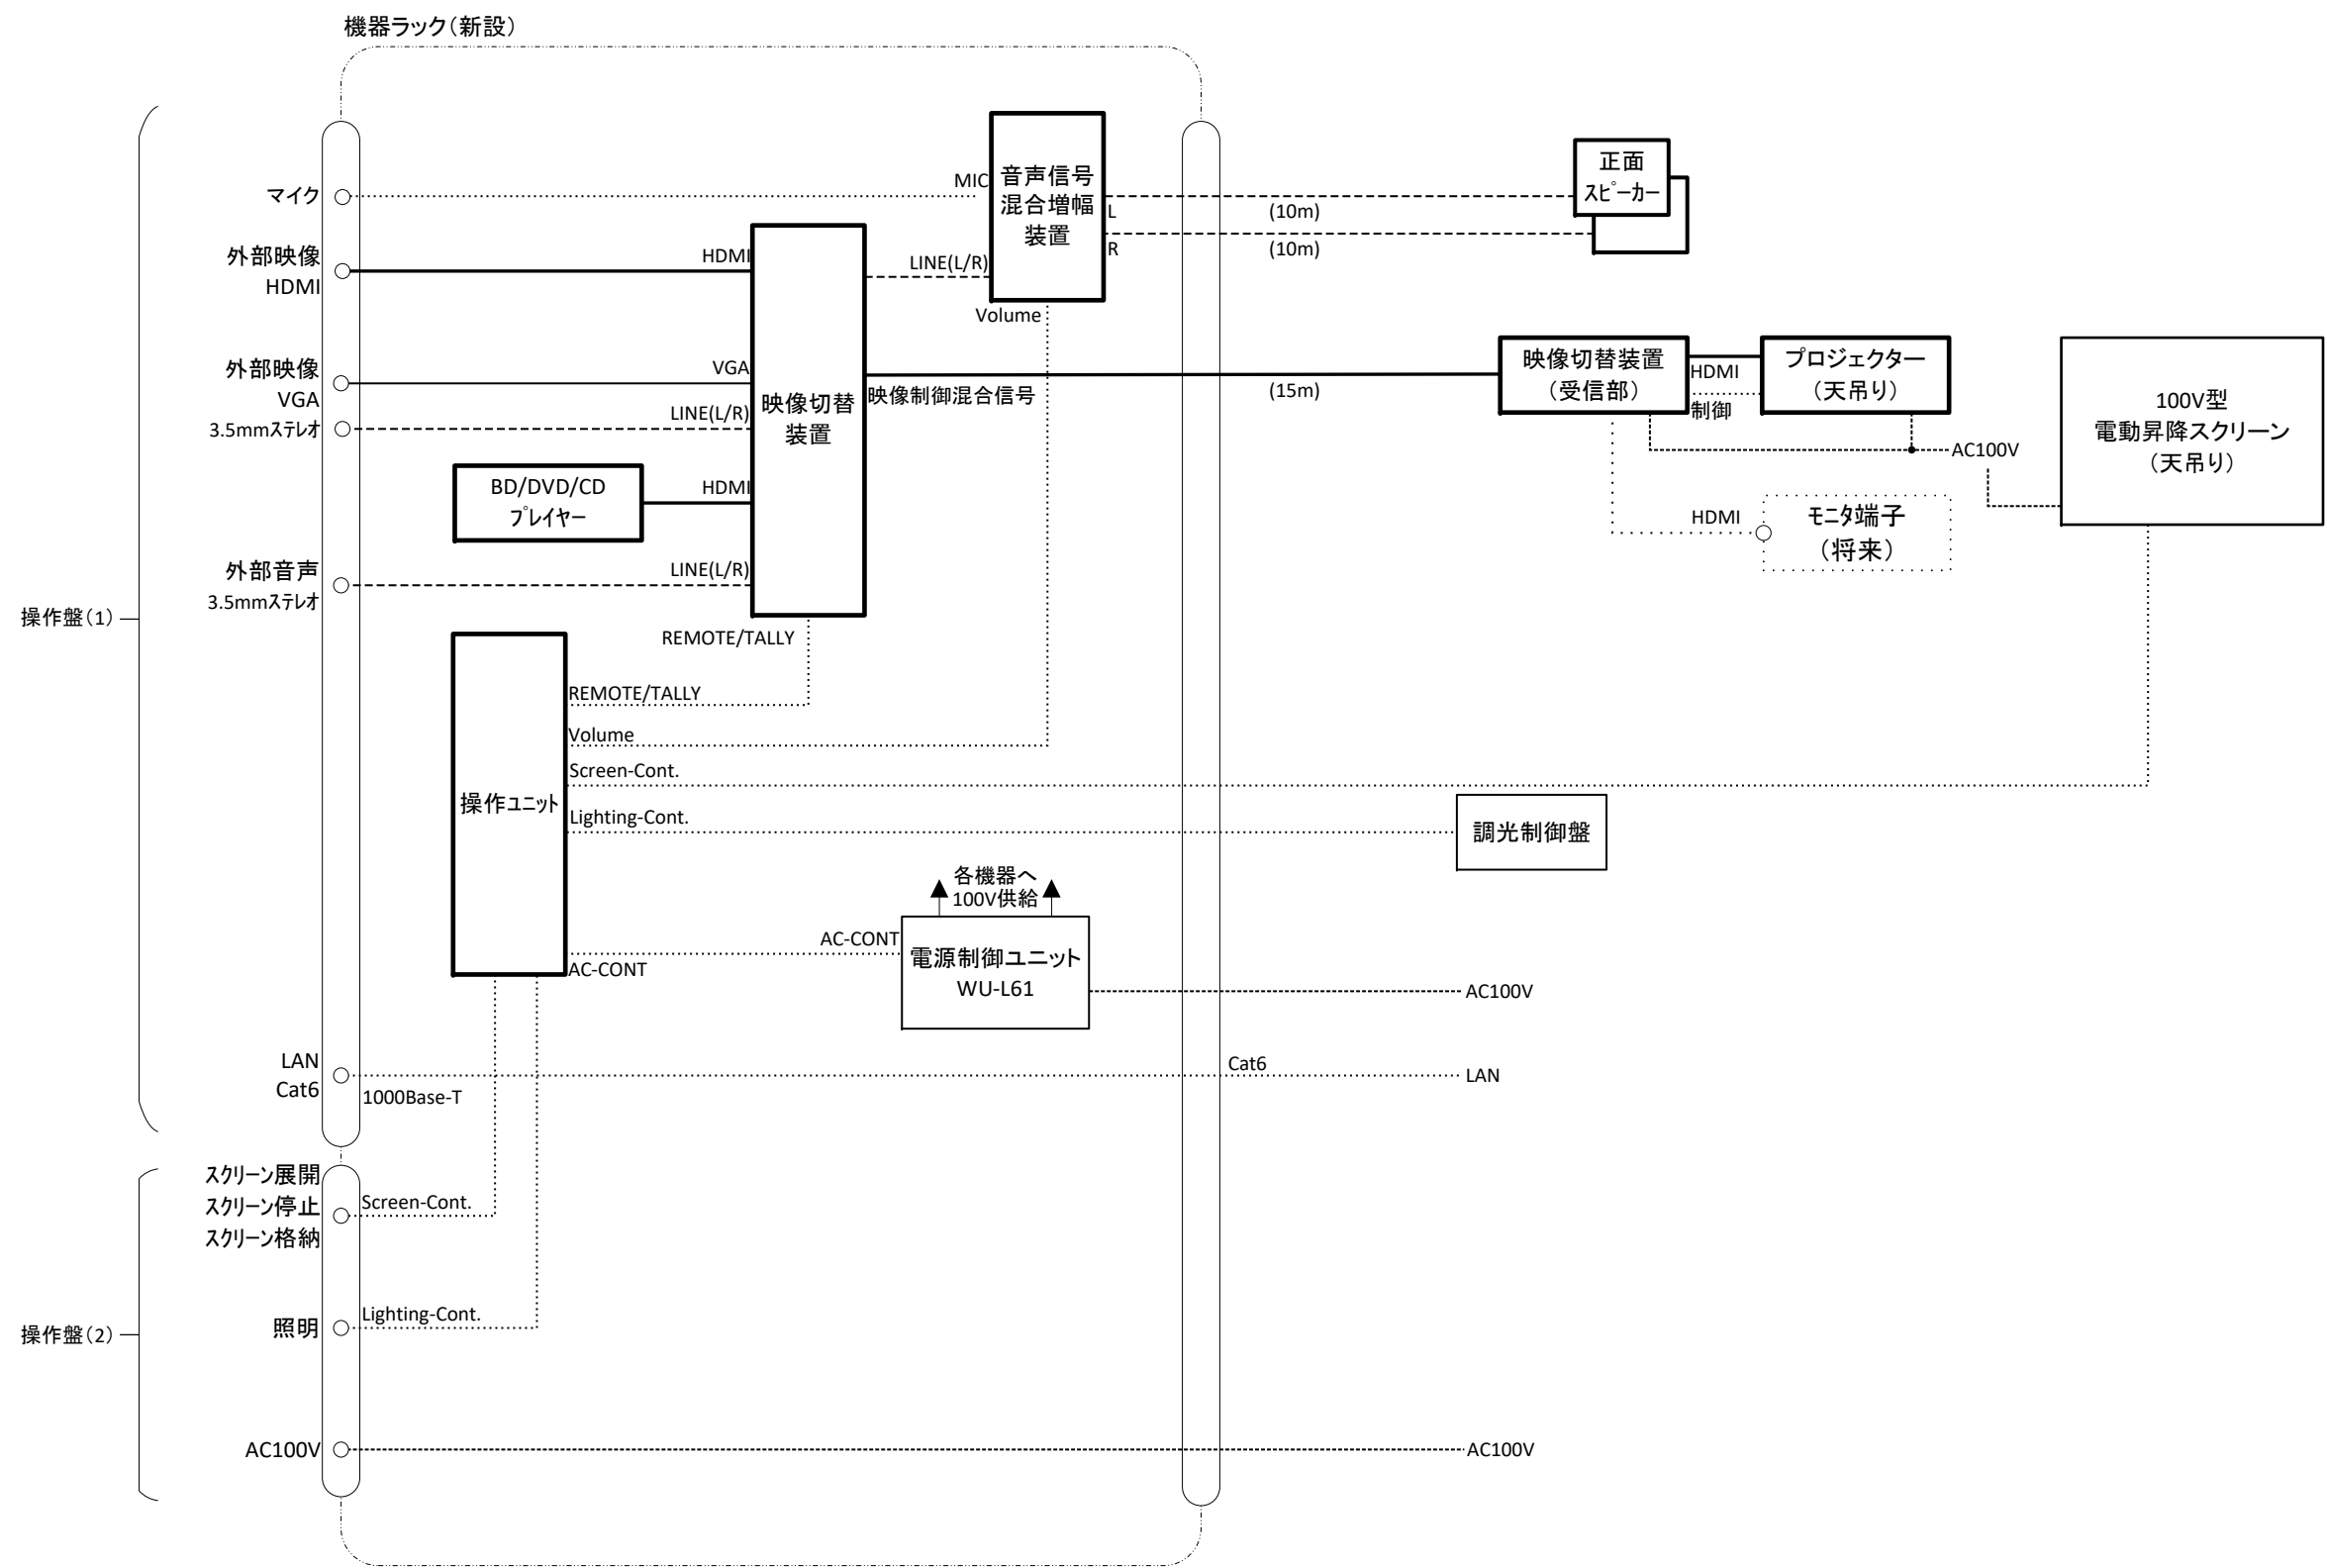 機器ラック（新設）
操作盤（1）
マイク
外部映像
HDMI
外部映像
VGA
3.5mmｽﾃﾚｵ
外部音声
3.5mmｽﾃﾚｵ
LAN
Cat6
1000Base-T
MIC
音声信号
混合増幅
装置
L
R
(10m)
(10m)
正面
ｽﾋﾟｰｶｰ
HDMI
LINE(L/R)
Volume
VGA
LINE(L/R)
HDMI
LINE(L/R)
映像切替
装置
映像制御混合信号
(15m)
映像切替装置
（受信部）
HDMI
制御
プロジェクター
（天吊り）
AC100V
100V型
電動昇降スクリーン
（天吊り）
HDMI
ﾓﾆﾀ端子
（将来）
BD/DVD/CD
ﾌﾟﾚｲﾔｰ
REMOTE/TALLY
操作ﾕﾆｯﾄ
REMOTE/TALLY
Volume
Screen-Cont.
Lighting-Cont.
調光制御盤
各機器へ
100V供給
AC-CONT
AC-CONT
電源制御ユニット
WU-L61
AC100V
Cat6
LAN
操作盤（2）
ｽｸﾘｰﾝ展開
ｽｸﾘｰﾝ停止
ｽｸﾘｰﾝ格納
Screen-Cont.
照明
Lighting-Cont.
AC100V
AC100V